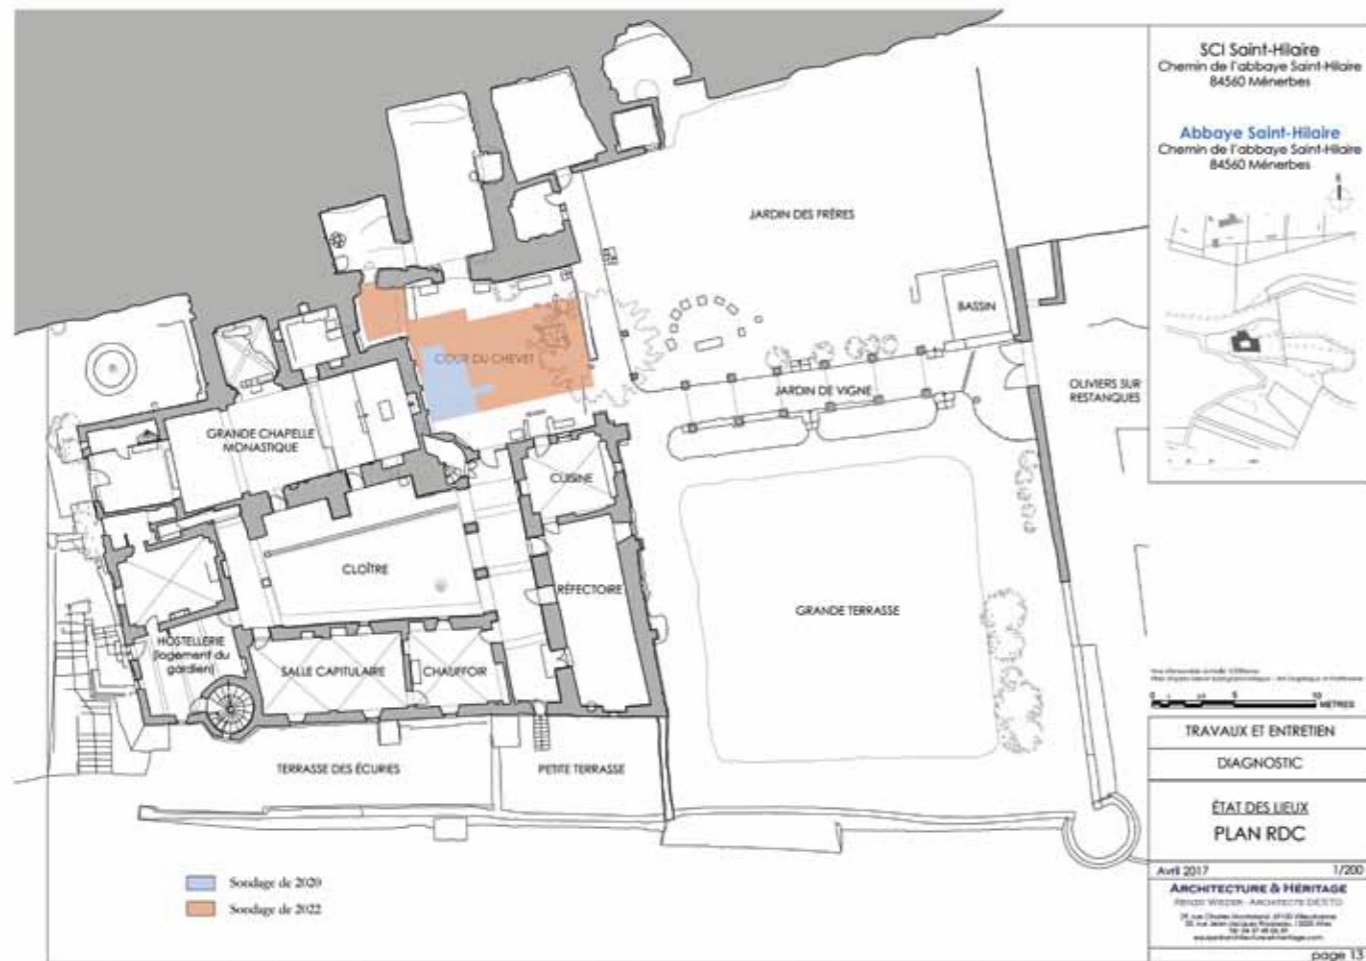 SCI Saint-Hilaire
Chemin de l'abbaye Saint-Hilaire
84560 Ménerbes
Abbaye Saint-Hilaire
Chemin de l'abbaye Saint-Hilaire
84560 Ménerbes
JARDIN DES FRÈRES
BASSIN
COUR DU CHEVET
JARDIN DE VIGNE
OLIVIERS SUR
RESTANQUES
GRANDE CHAPELLE
MONASTIQUE
CUISINE
CLOÎTRE
RÉFECTOIRE
GRANDE TERRASSE
HOSTELLERIE
(logement du
gardien)
SALLE CAPITULAIRE
CHAUFFOIR
TERRASSE DES ÉCURIES
PETITE TERRASSE
0 1 5 10
METRES
TRAVAUX ET ENTRETIEN
DIAGNOSTIC
ÉTAT DES LIEUX
PLAN RDC
Avril 2017 1/200
ARCHITECTURE & HÉRITAGE
page 13
Sondage de 2020
Sondage de 2022